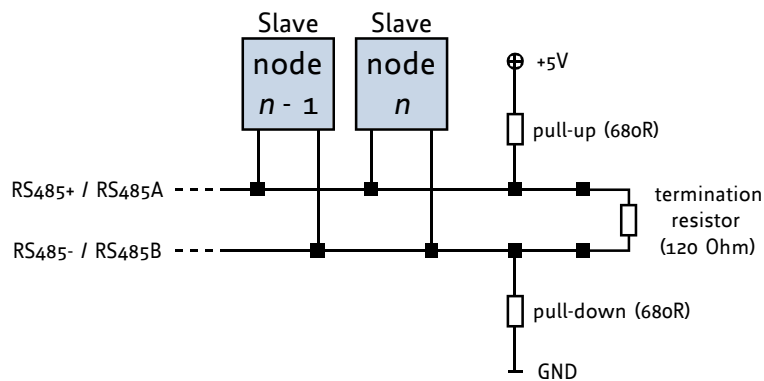 Slave Slave
node node
n - 1 n
+5V
pull-up (680R)
RS485+ / RS485A
termination
resistor
(120 Ohm)
RS485- / RS485B
pull-down (680R)
GND